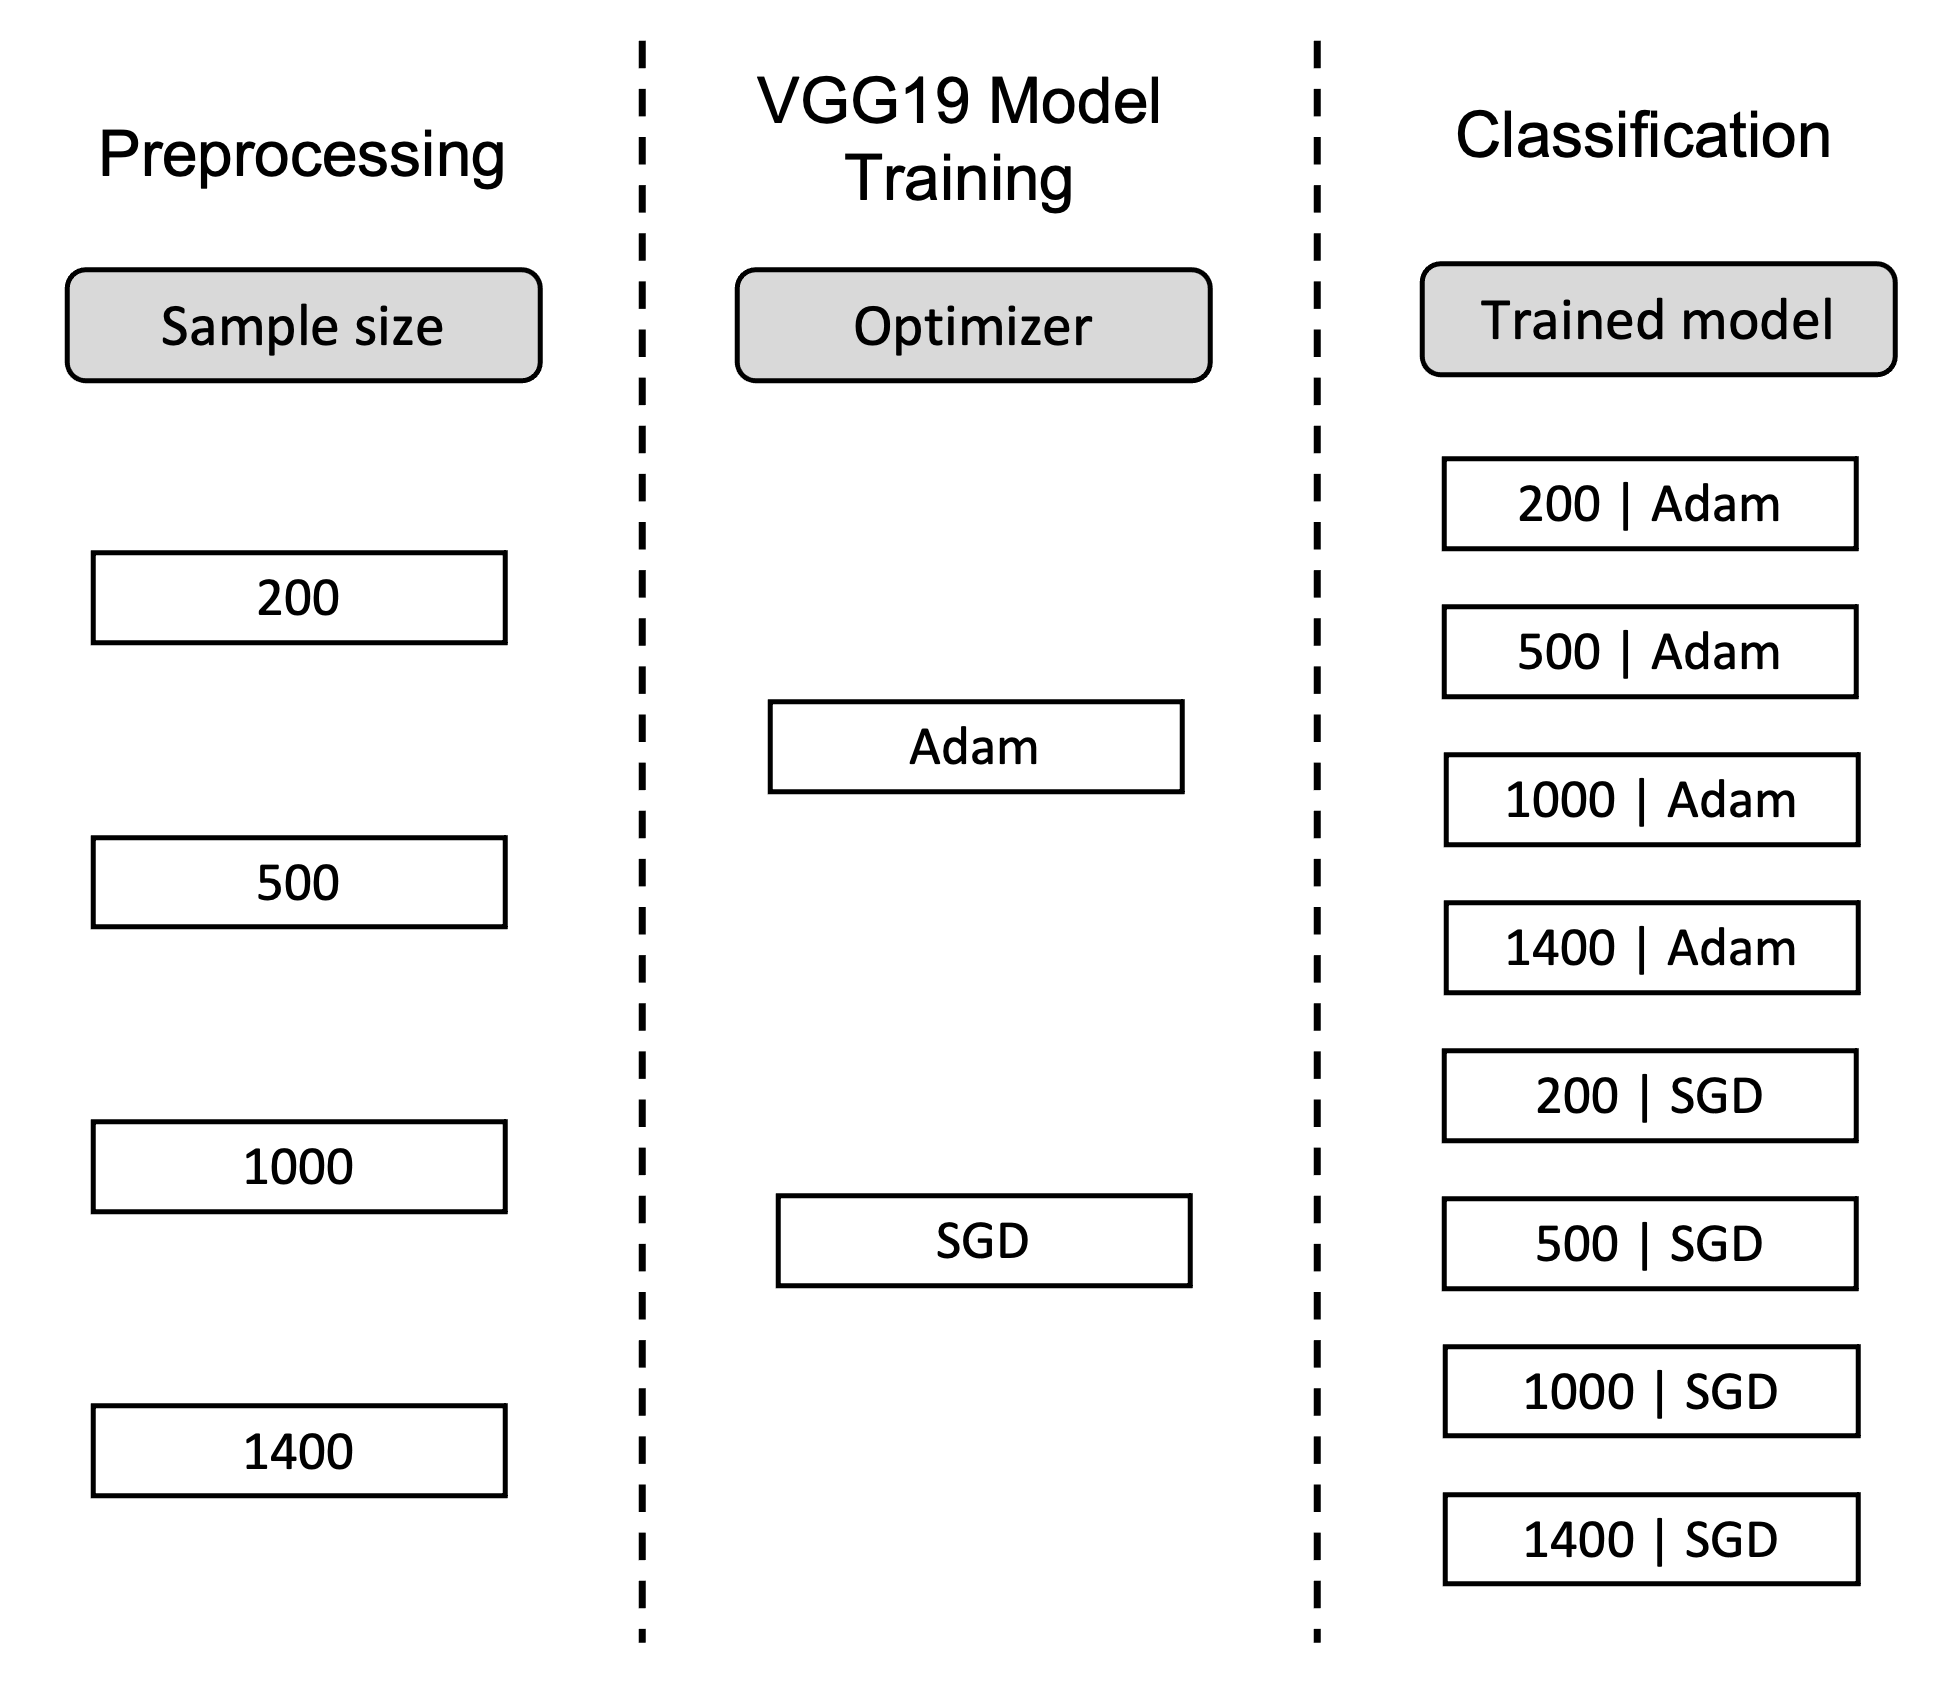 Preprocessing
Sample size
200
500
1000
1400
VGG19 Model
Training
Optimizer
Adam
SGD
Classification
Trained model
200 | Adam
500 | Adam
1000 | Adam
1400 | Adam
200 | SGD
500 | SGD
1000 | SGD
1400 | SGD